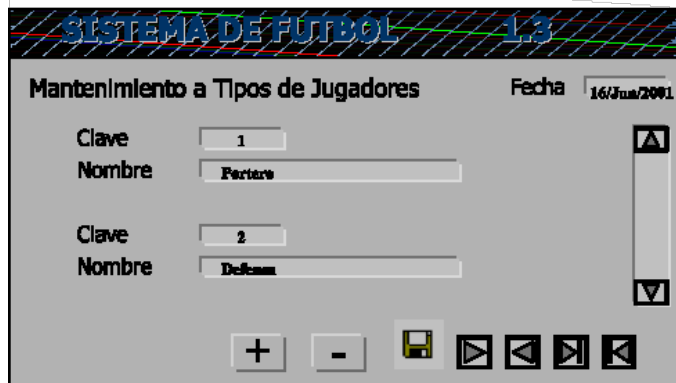 SISTEMA DE FUTBOL 1.3
Mantenimiento a Tipos de Jugadores Fecha 16/Jun/2001
Clave 1
Nombre Portero
Clave 2
Nombre Defensa
+ -